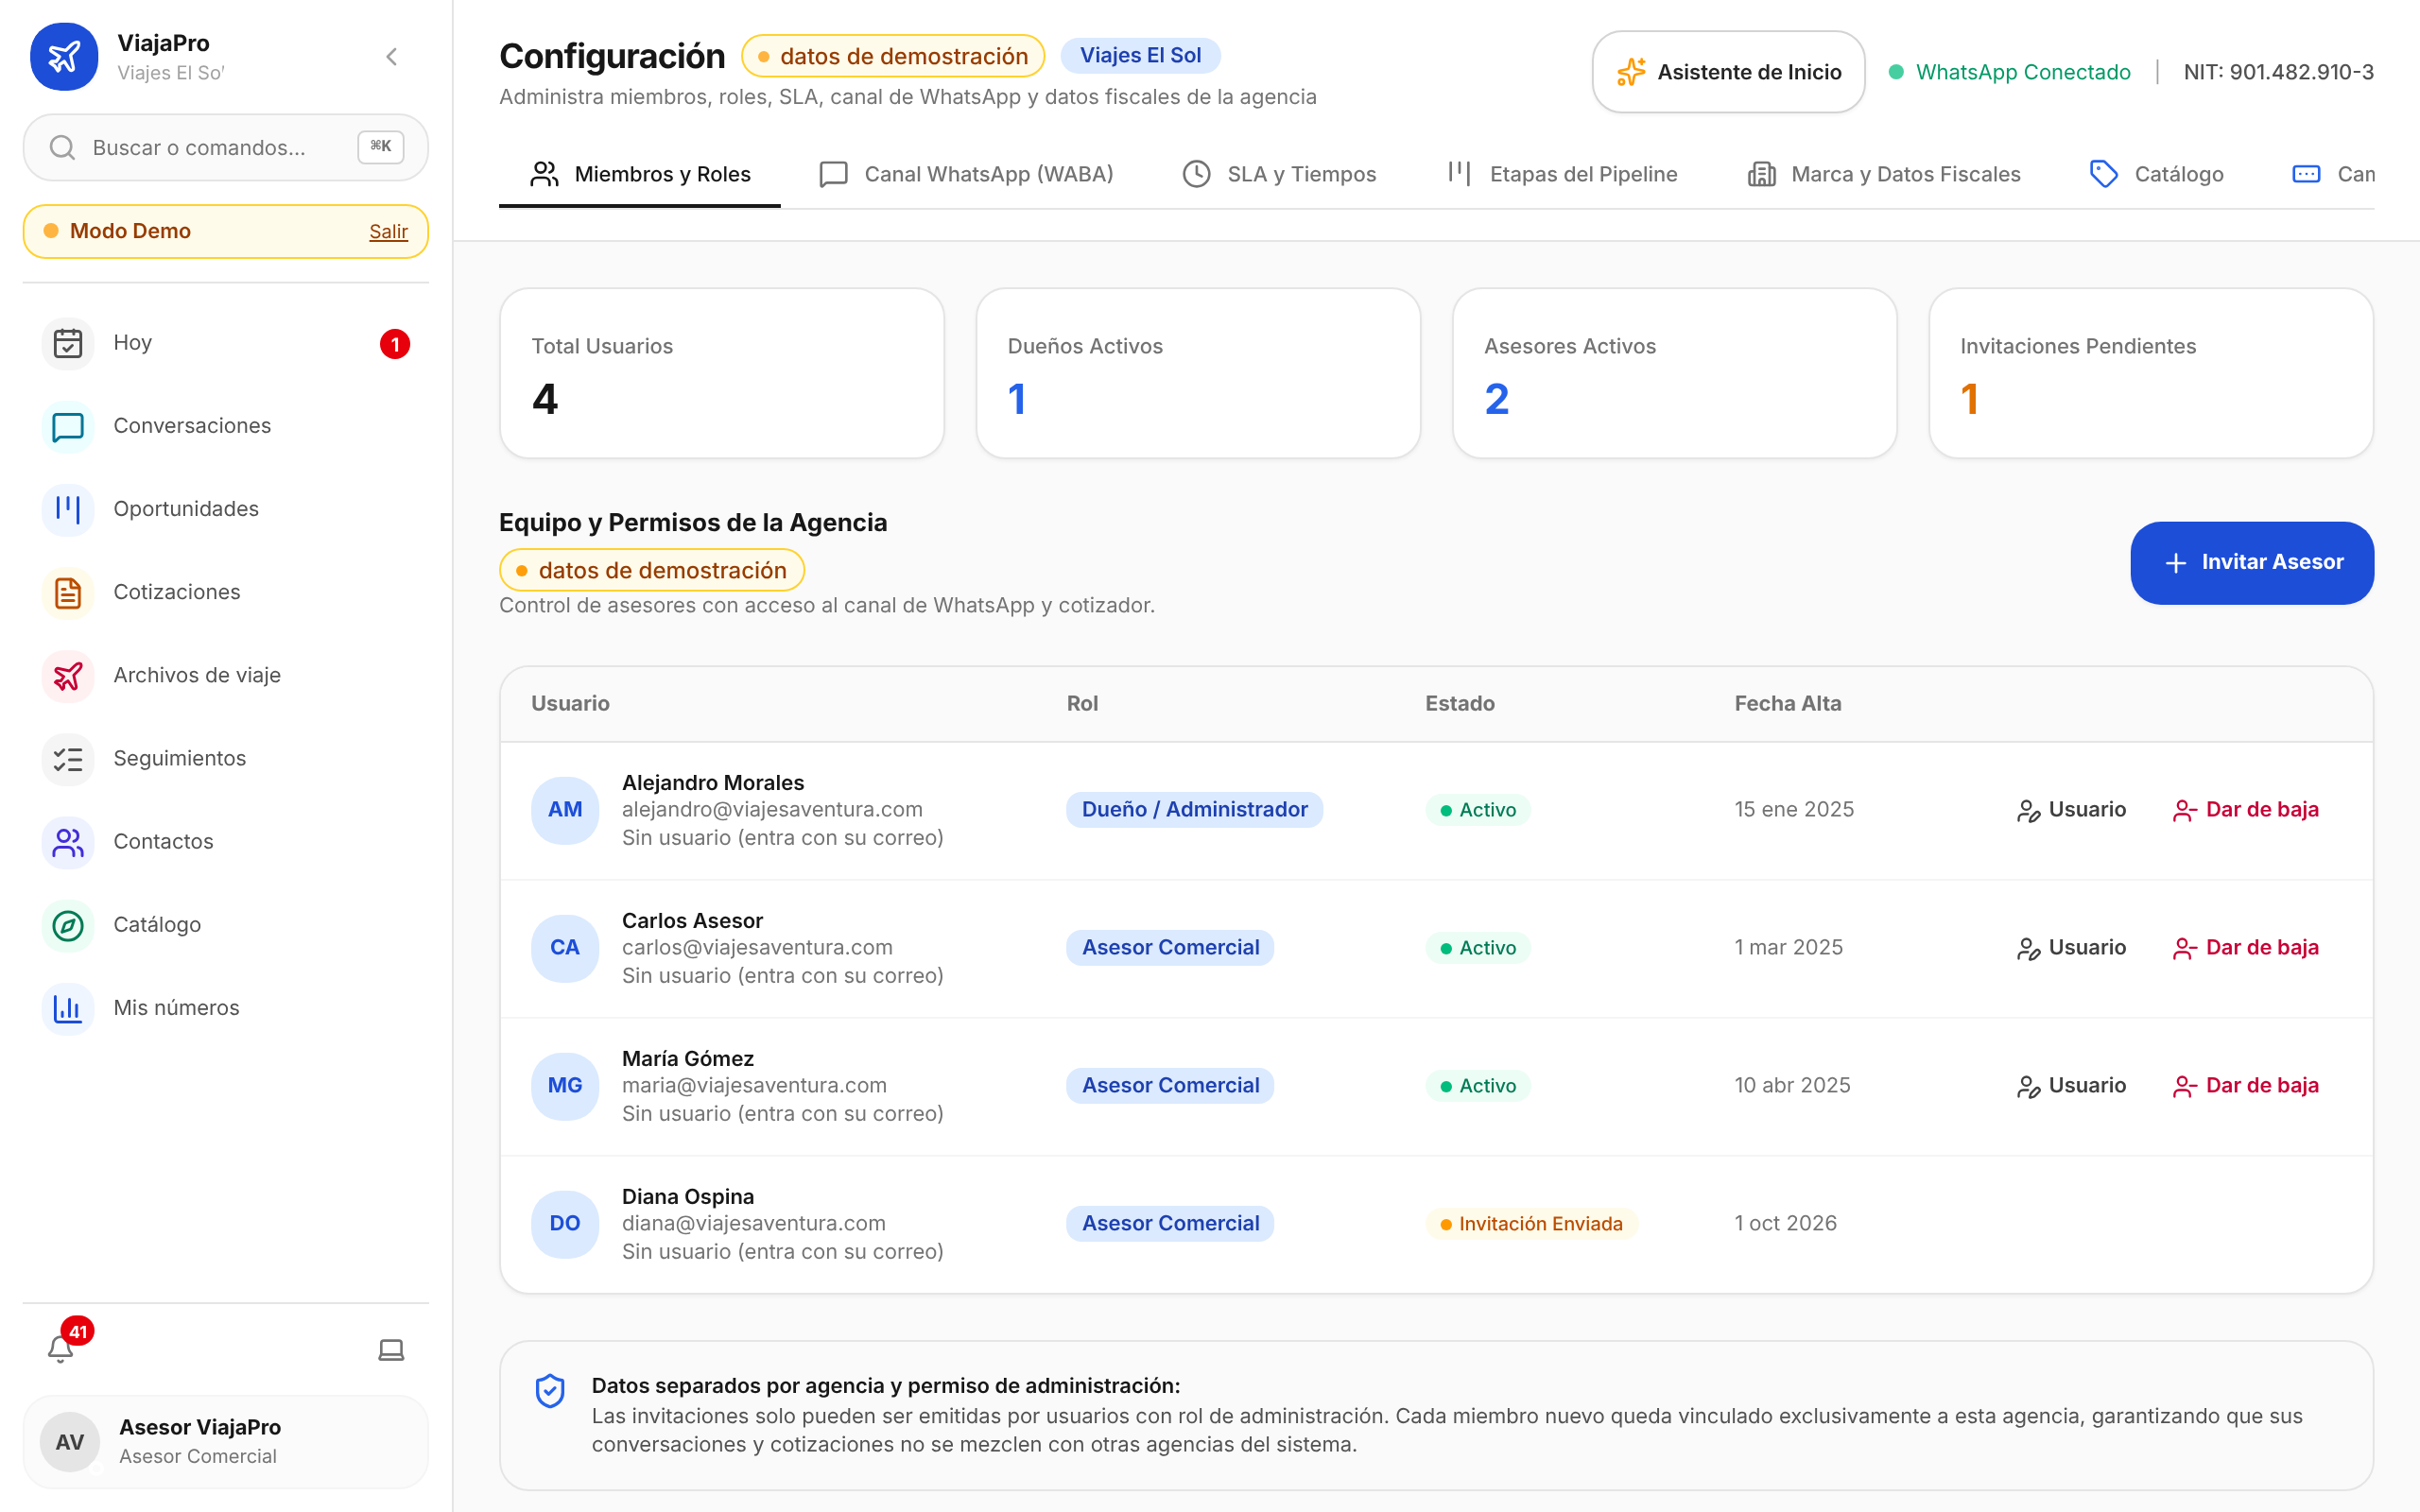 ViajaPro
Viajes El So
Buscar o comandos...
⌘K
Modo Demo
Salir
Hoy
1
Conversaciones
Oportunidades
Cotizaciones
Archivos de viaje
Seguimientos
Contactos
Catálogo
Mis números
41
AV
Asesor ViajaPro
Asesor Comercial
Configuración
datos de demostración
Viajes El Sol
Administra miembros, roles, SLA, canal de WhatsApp y datos fiscales de la agencia
Asistente de Inicio
WhatsApp Conectado
NIT: 901.482.910-3
Miembros y Roles
Canal WhatsApp (WABA)
SLA y Tiempos
Etapas del Pipeline
Marca y Datos Fiscales
Catálogo
Can
Total Usuarios
4
Dueños Activos
1
Asesores Activos
2
Invitaciones Pendientes
1
Equipo y Permisos de la Agencia
datos de demostración
Control de asesores con acceso al canal de WhatsApp y cotizador.
Invitar Asesor
Usuario Rol Estado Fecha Alta
AM
Alejandro Morales
alejandro@viajesaventura.com
Sin usuario (entra con su correo)
Dueño / Administrador
Activo
15 ene 2025
Usuario
Dar de baja
CA
Carlos Asesor
carlos@viajesaventura.com
Sin usuario (entra con su correo)
Asesor Comercial
Activo
1 mar 2025
Usuario
Dar de baja
MG
María Gómez
maria@viajesaventura.com
Sin usuario (entra con su correo)
Asesor Comercial
Activo
10 abr 2025
Usuario
Dar de baja
DO
Diana Ospina
diana@viajesaventura.com
Sin usuario (entra con su correo)
Asesor Comercial
Invitación Enviada
1 oct 2026
Datos separados por agencia y permiso de administración:
Las invitaciones solo pueden ser emitidas por usuarios con rol de administración. Cada miembro nuevo queda vinculado exclusivamente a esta agencia, garantizando que sus
conversaciones y cotizaciones no se mezclen con otras agencias del sistema.